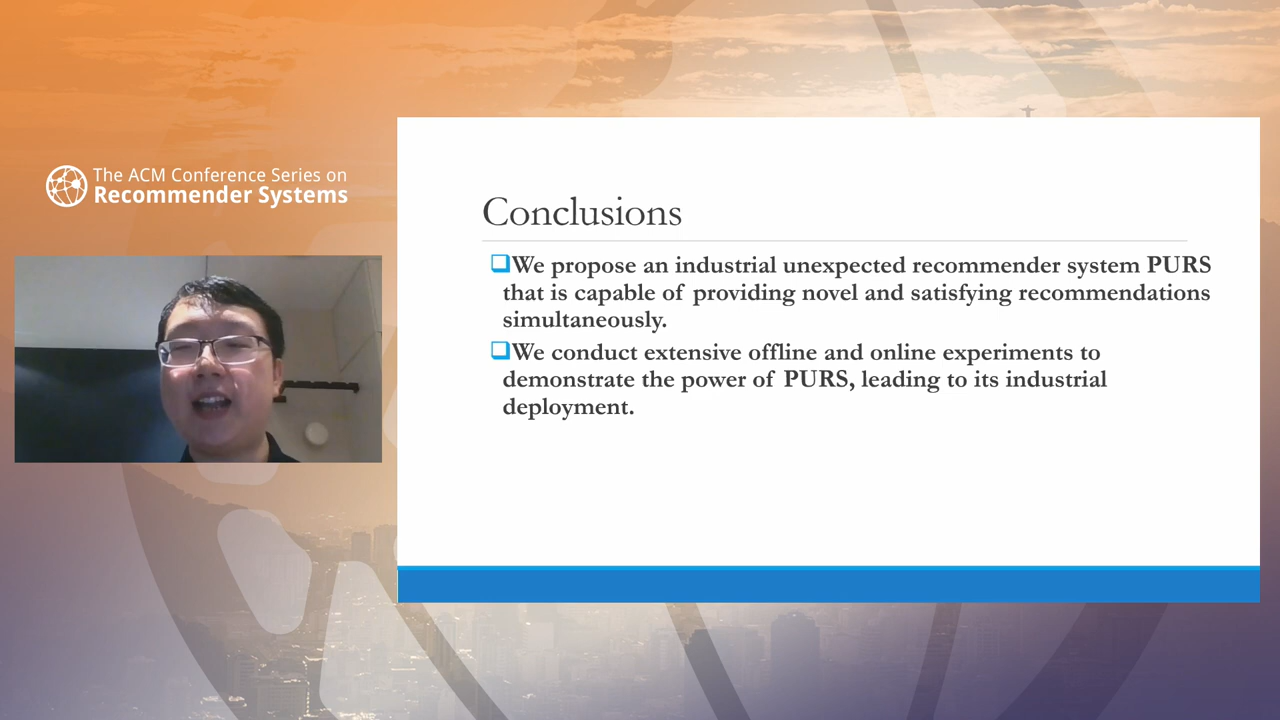 The ACM Conference Series on
Recommender Systems
Conclusions
We propose an industrial unexpected recommender system PURS
that is capable of providing novel and satisfying recommendations
simultaneously.
We conduct extensive offline and online experiments to
demonstrate the power of PURS, leading to its industrial
deployment.